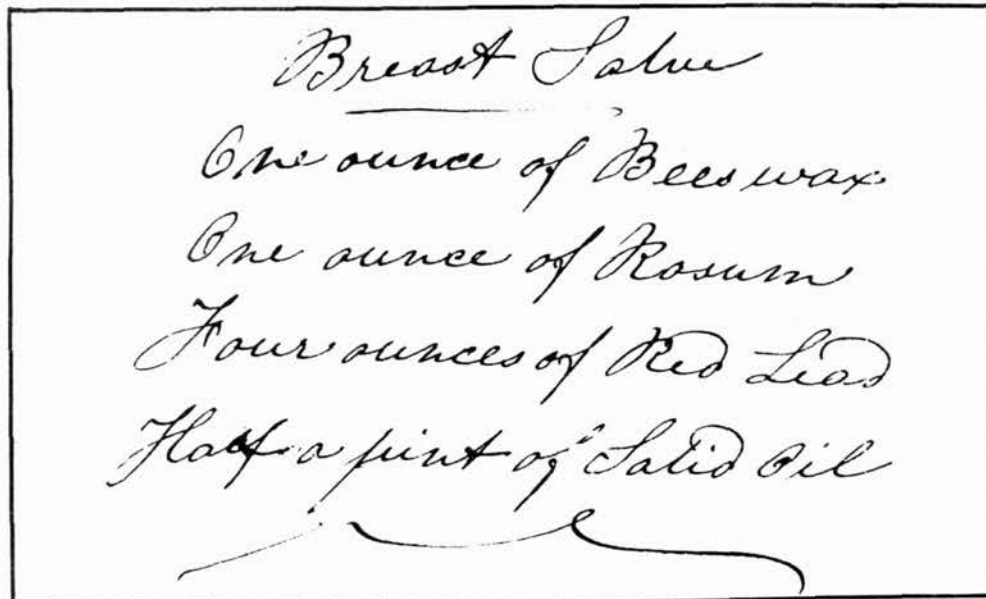 Breast Salve
One ounce of Beeswax
One ounce of Rosum
Four ounces of Red Lead
Half a pint of Salid Oil